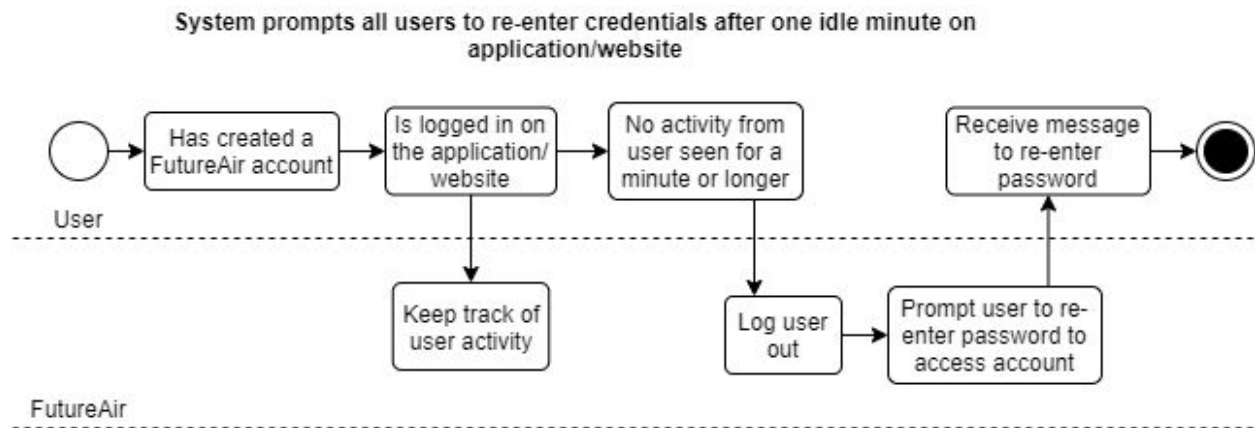 System prompts all users to re-enter credentials after one idle minute on
application/website
Has created a
FutureAir account
Is logged in on
the application/
website
No activity from
user seen for a
minute or longer
Receive message
to re-enter
password
User
Keep track of
user activity
Log user
out
Prompt user to re-
enter password to
access account
FutureAir